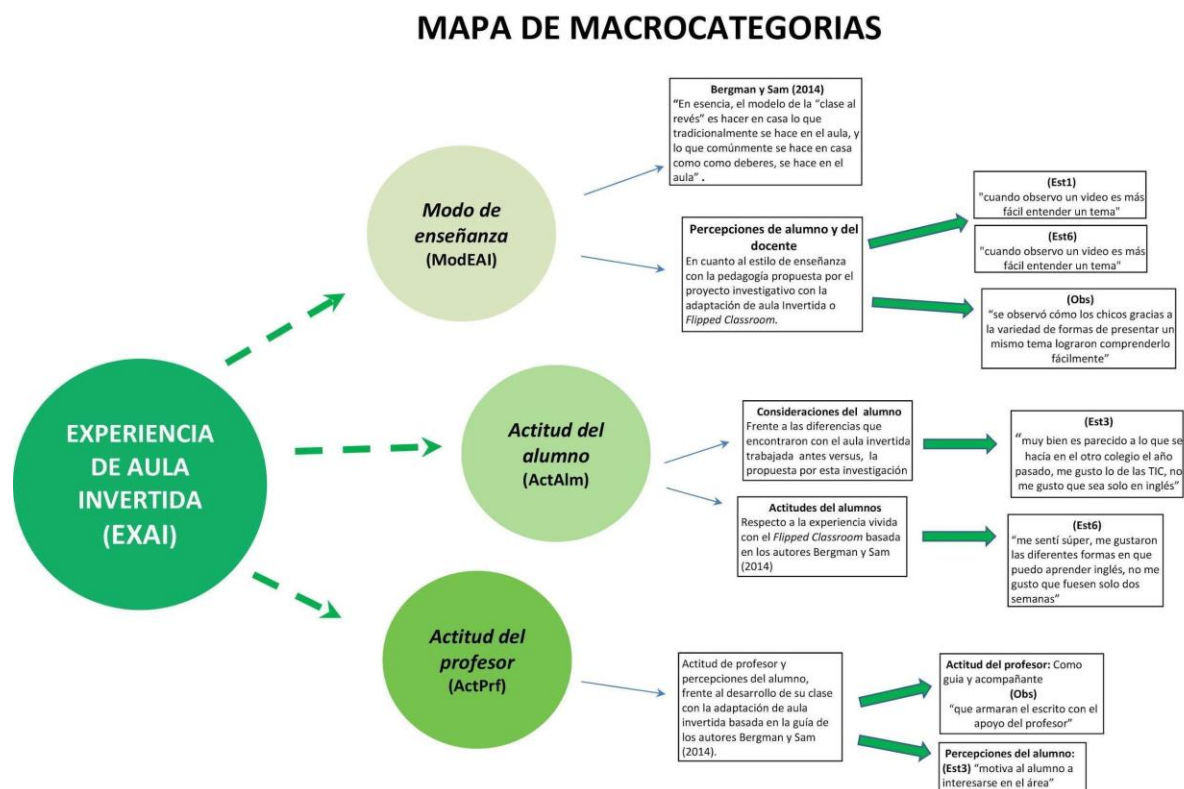 MAPA DE MACROCATEGORIAS
EXPERIENCIA
DE AULA
INVERTIDA
(EXAI)
Modo de
enseñanza
(ModEAI)
Bergman y Sam (2014)
“En esencia, el modelo de la “clase al
revés” es hacer en casa lo que
tradicionalmente se hace en el aula, y
lo que comúnmente se hace en casa
como como deberes, se hace en el
aula” .
Percepciones de alumno y del
docente
En cuanto al estilo de enseñanza
con la pedagogía propuesta por el
proyecto investigativo con la
adaptación de aula Invertida o
Flipped Classroom.
(Est1)
"cuando observo un video es más
fácil entender un tema"
(Est6)
"cuando observo un video es más
fácil entender un tema"
(Obs)
“se observó cómo los chicos gracias a
la variedad de formas de presentar un
mismo tema lograron comprenderlo
fácilmente”
Actitud del
alumno
(ActAlm)
Consideraciones del alumno
Frente a las diferencias que
encontraron con el aula invertida
trabajada antes versus, la
propuesta por esta investigación
(Est3)
“muy bien es parecido a lo que se
hacía en el otro colegio el año
pasado, me gusto lo de las TIC, no
me gusto que sea solo en inglés”
Actitudes del alumnos
Respecto a la experiencia vivida
con el Flipped Classroom basada
en los autores Bergman y Sam
(2014)
(Est6)
“me sentí súper, me gustaron
las diferentes formas en que
puedo aprender inglés, no me
gusto que fuesen solo dos
semanas”
Actitud del
profesor
(ActPrf)
Actitud de profesor y
percepciones del alumno,
frente al desarrollo de su clase
con la adaptación de aula
invertida basada en la guía de
los autores Bergman y Sam
(2014).
Actitud del profesor: Como
guia y acompañante
(Obs)
“que armaran el escrito con el
apoyo del profesor”
Percepciones del alumno:
(Est3) “motiva al alumno a
interesarse en el área”